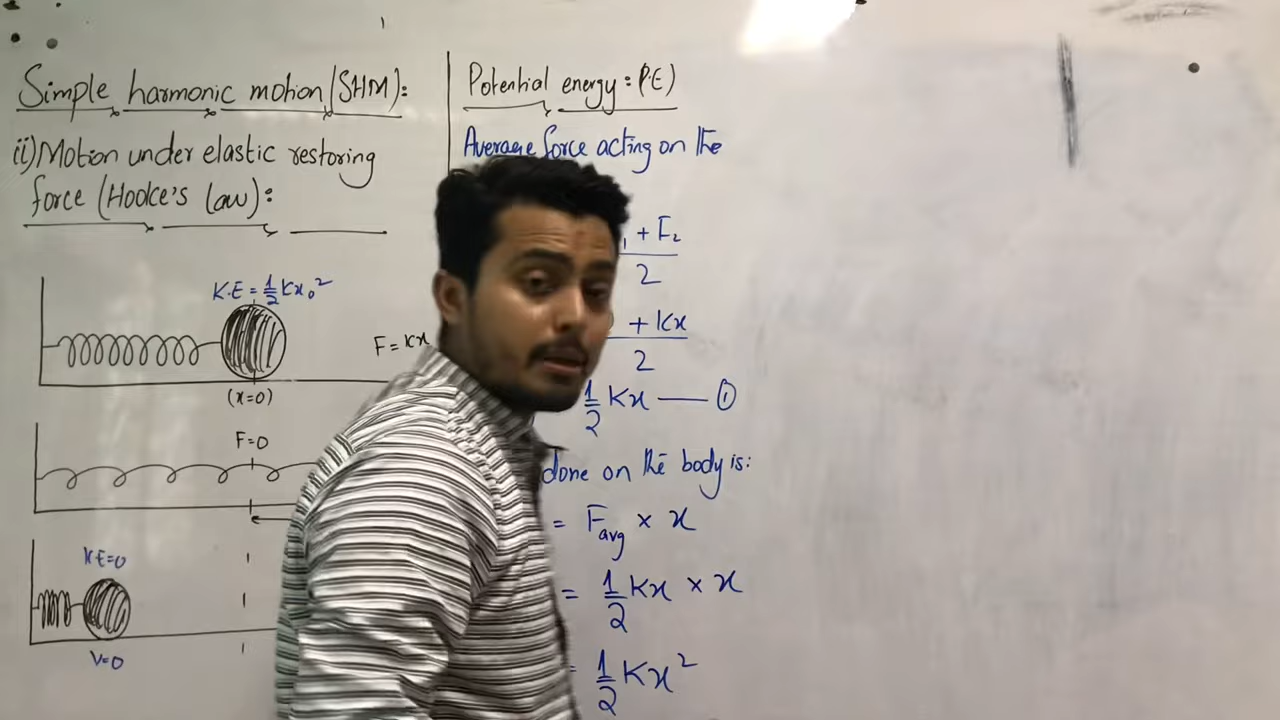 Simple harmonic motion (SHM):
ii) Motion under elastic restoring
force (Hooke's law):
K.E = 1/2 Kx₀²
F = Kx
(x=0)
F=0
K.E=0
V=0
Potential energy: P.E)
Average force acting on the
+ F₂
2
+ Kx
2
1/2 Kx — ①
done on the body is:
= Favg × x
= 1/2 Kx × x
= 1/2 Kx²